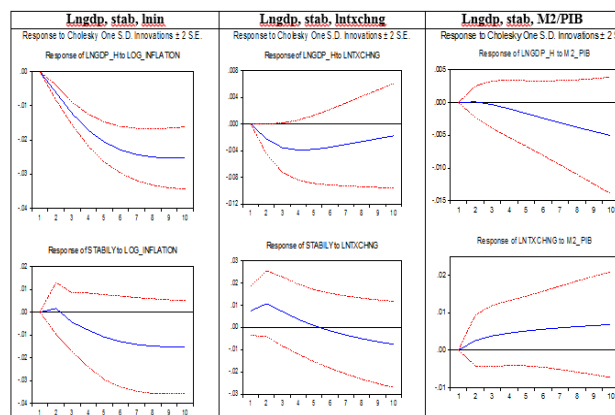 Lngdp, stab, lnin
Lngdp, stab, lntxchng
Lngdp, stab, M2/PIB
Response to Cholesky One S.D. Innovations ± 2 S.E.
Response of LNGDP_H to LOG_INFLATION
.00
-.01
-.02
-.03
-.04
1 2 3 4 5 6 7 8 9 10
Response of STABILY to LOG_INFLATION
.02
.01
.00
-.01
-.02
-.03
-.04
1 2 3 4 5 6 7 8 9 10
Response to Cholesky One S.D. Innovations ± 2 S.E.
Response of LNGDP_H to LNTXCHNG
.008
.004
.000
-.004
-.008
-.012
1 2 3 4 5 6 7 8 9 10
Response of STABILY to LNTXCHNG
.03
.02
.01
.00
-.01
-.02
-.03
1 2 3 4 5 6 7 8 9 10
Response to Cholesky One S.D. Innovations ± 2 S.E.
Response of LNGDP_H to M2_PIB
.005
.000
-.005
-.010
-.015
1 2 3 4 5 6 7 8 9 10
Response of LNTXCHNG to M2_PIB
.02
.01
.00
-.01
1 2 3 4 5 6 7 8 9 10